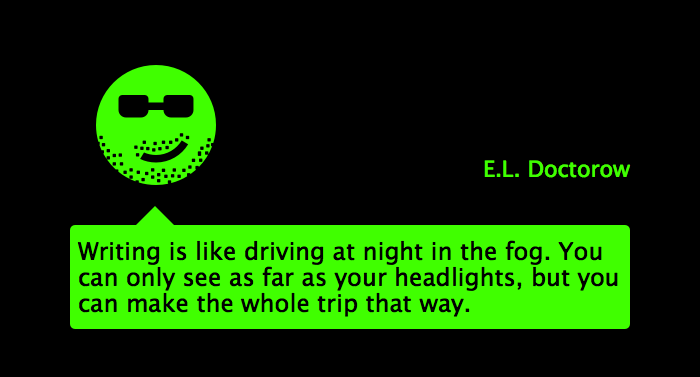 E.L. Doctorow
Writing is like driving at night in the fog. You
can only see as far as your headlights, but you
can make the whole trip that way.